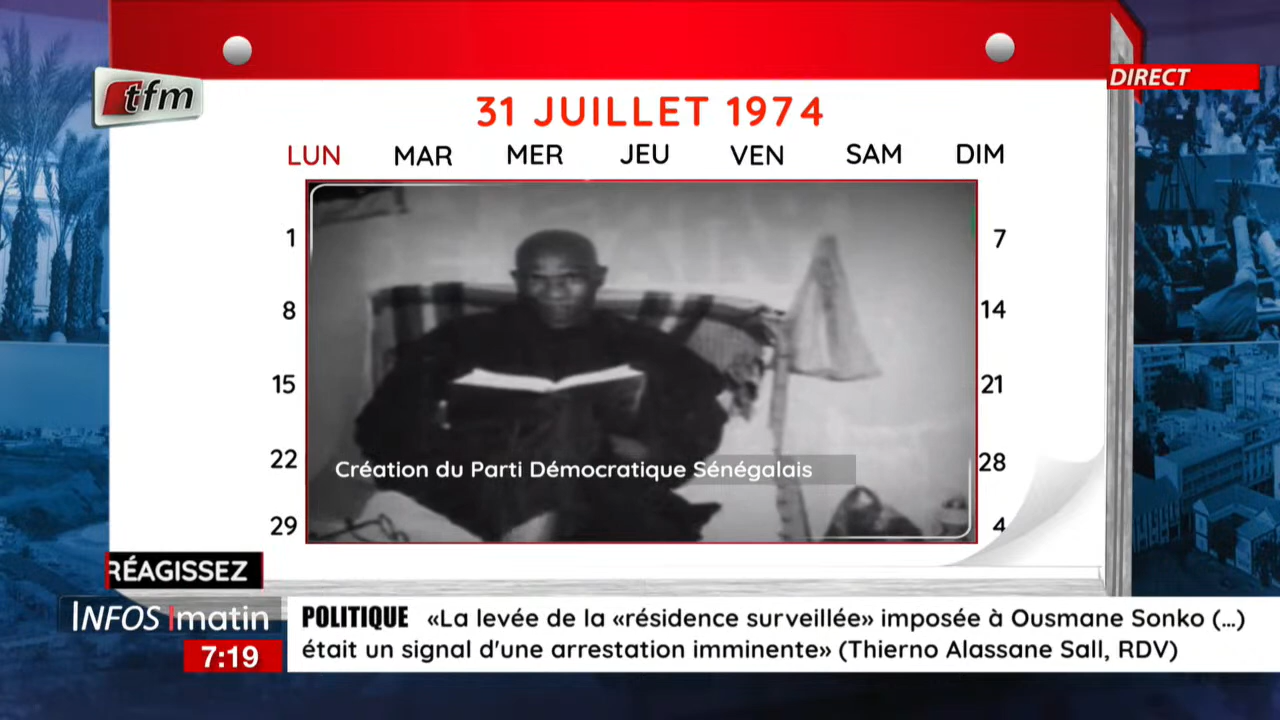 tfm
DIRECT
31 JUILLET 1974
LUN MAR MER JEU VEN SAM DIM
1 7
8 14
15 21
22 28
29 4
Création du Parti Démocratique Sénégalais
RÉAGISSEZ
INFOS matin
7:19
POLITIQUE «La levée de la «résidence surveillée» imposée à Ousmane Sonko (...)
était un signal d'une arrestation imminente» (Thierno Alassane Sall, RDV)